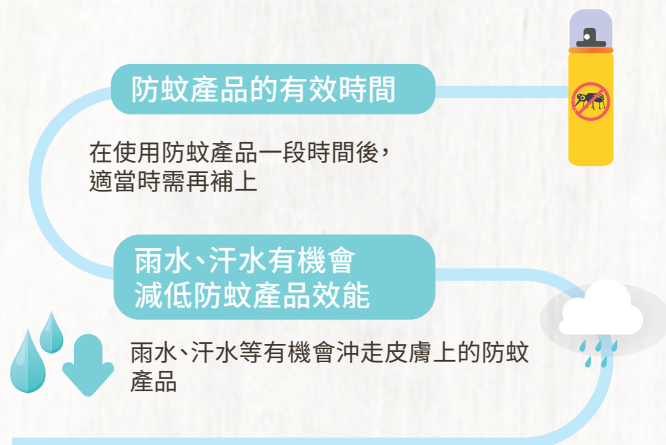 防蚊產品的有效時間
在使用防蚊產品一段時間後，
適當時需再補上
雨水、汗水有機會
減低防蚊產品效能
雨水、汗水等有機會沖走皮膚上的防蚊
產品